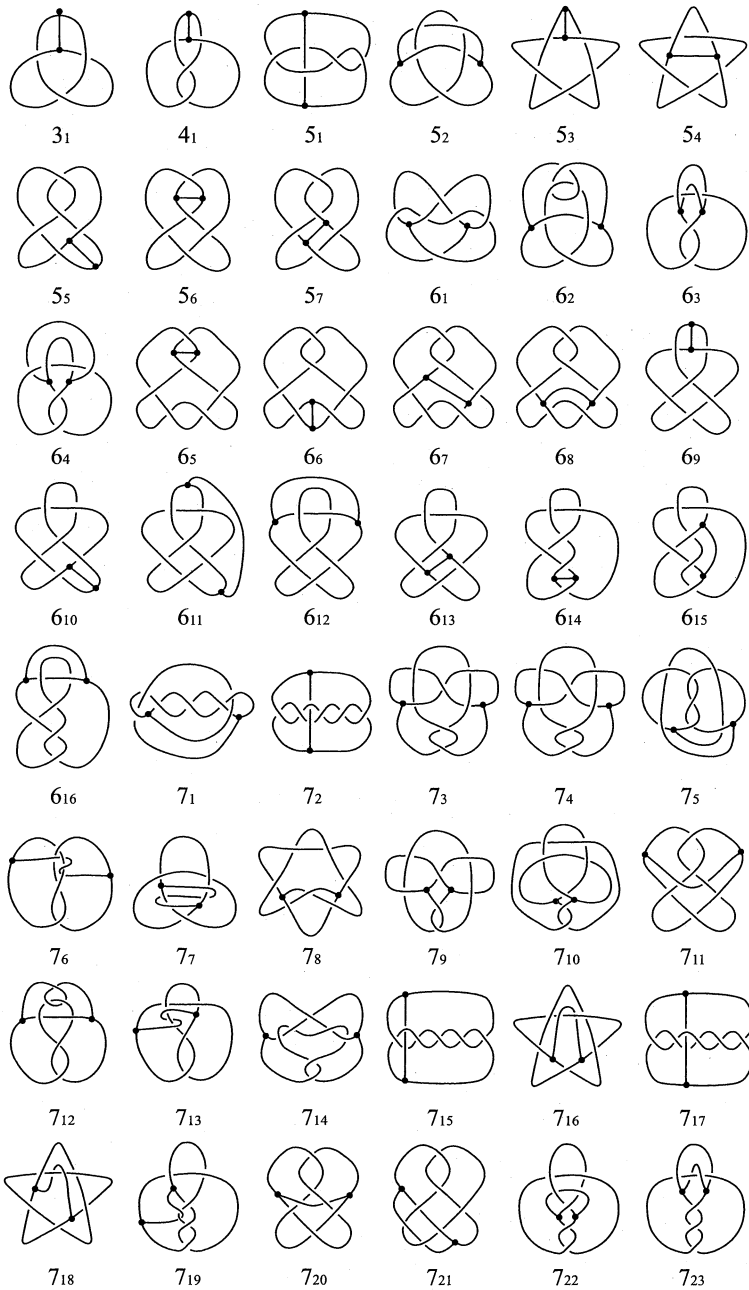 3₁ 4₁ 5₁ 5₂ 5₃ 5₄
5₅ 5₆ 5₇ 6₁ 6₂ 6₃
6₄ 6₅ 6₆ 6₇ 6₈ 6₉
6₁₀ 6₁₁ 6₁₂ 6₁₃ 6₁₄ 6₁₅
6₁₆ 7₁ 7₂ 7₃ 7₄ 7₅
7₆ 7₇ 7₈ 7₉ 7₁₀ 7₁₁
7₁₂ 7₁₃ 7₁₄ 7₁₅ 7₁₆ 7₁₇
7₁₈ 7₁₉ 7₂₀ 7₂₁ 7₂₂ 7₂₃